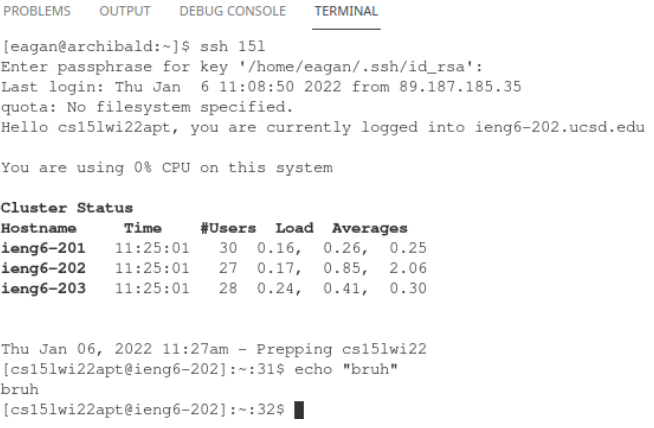 PROBLEMS OUTPUT DEBUG CONSOLE TERMINAL
[eagan@archibald:~]$ ssh 15l
Enter passphrase for key '/home/eagan/.ssh/id_rsa':
Last login: Thu Jan  6 11:08:50 2022 from 89.187.185.35
quota: No filesystem specified.
Hello cs15lwi22apt, you are currently logged into ieng6-202.ucsd.edu
You are using 0% CPU on this system
Cluster Status
Hostname     Time    #Users  Load  Averages
ieng6-201   11:25:01   30  0.16,  0.26,  0.25
ieng6-202   11:25:01   27  0.17,  0.85,  2.06
ieng6-203   11:25:01   28  0.24,  0.41,  0.30
Thu Jan 06, 2022 11:27am - Prepping cs15lwi22
[cs15lwi22apt@ieng6-202]:~:31$ echo "bruh"
bruh
[cs15lwi22apt@ieng6-202]:~:32$